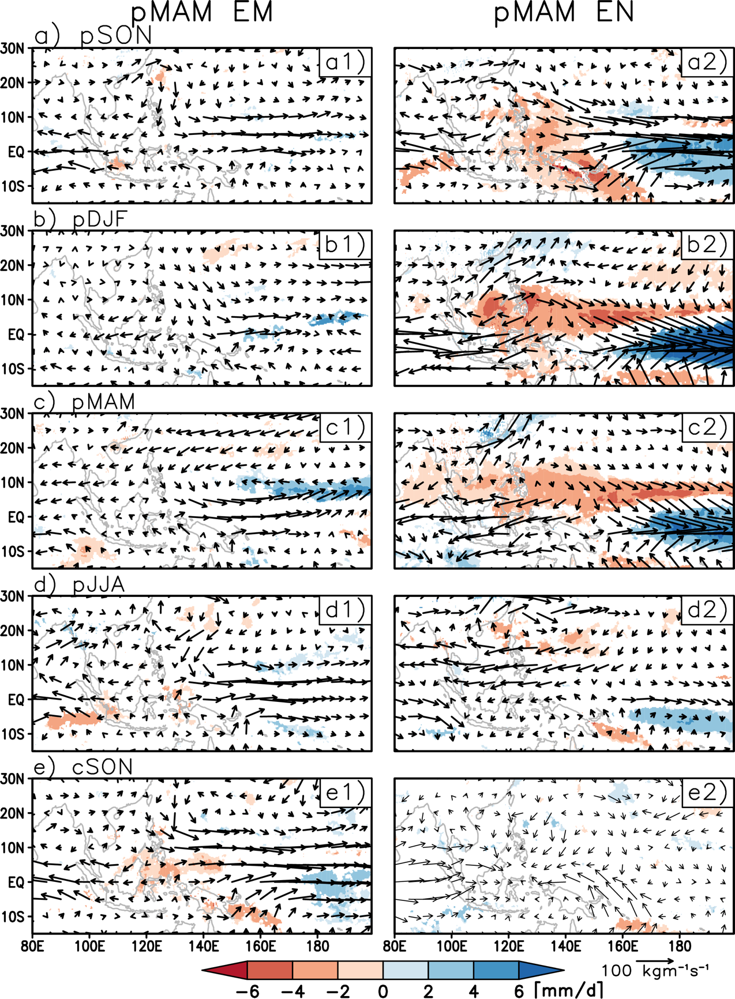 pMAM EM pMAM EN
a) pSON
30N
20N
10N
EQ
10S
a1) a2)
b) pDJF
30N
20N
10N
EQ
10S
b1) b2)
c) pMAM
30N
20N
10N
EQ
10S
c1) c2)
d) pJJA
30N
20N
10N
EQ
10S
d1) d2)
e) cSON
30N
20N
10N
EQ
10S
e1) e2)
80E 100E 120E 140E 160E 180 80E 100E 120E 140E 160E 180
100 kgm⁻¹s⁻¹
−6 −4 −2 0 2 4 6 [mm/d]